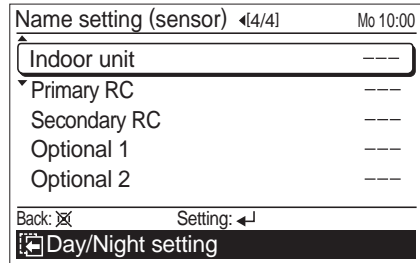 Name setting (sensor) ◀[4/4] Mo 10:00
Indoor unit ---
Primary RC ---
Secondary RC ---
Optional 1 ---
Optional 2 ---
Back: Setting:
Day/Night setting